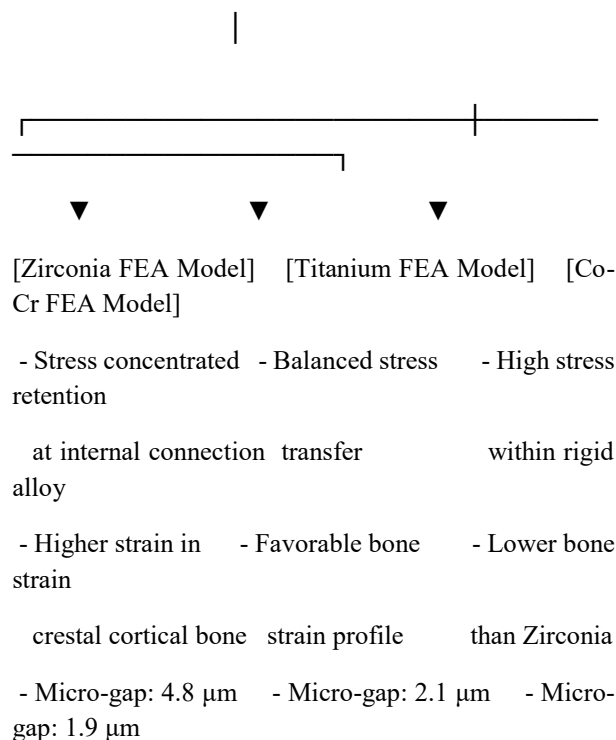 │
┌─────────────────────────┼───────
───────────────────┐
▼ ▼ ▼
[Zirconia FEA Model] [Titanium FEA Model] [Co-
Cr FEA Model]
- Stress concentrated - Balanced stress - High stress
retention
at internal connection transfer within rigid
alloy
- Higher strain in - Favorable bone - Lower bone
strain
crestal cortical bone strain profile than Zirconia
- Micro-gap: 4.8 μm - Micro-gap: 2.1 μm - Micro-
gap: 1.9 μm